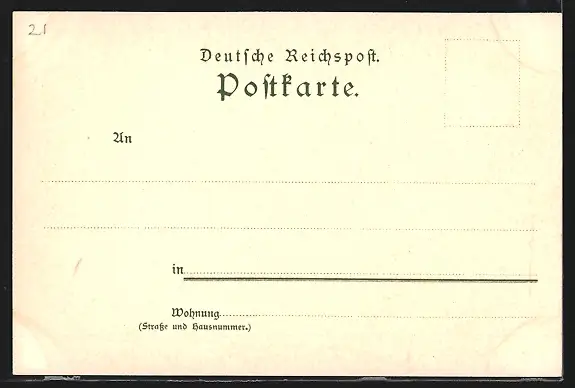 21
Deutsche Reichspost.
Postkarte.
An
in
Wohnung
(Straße und Hausnummer.)